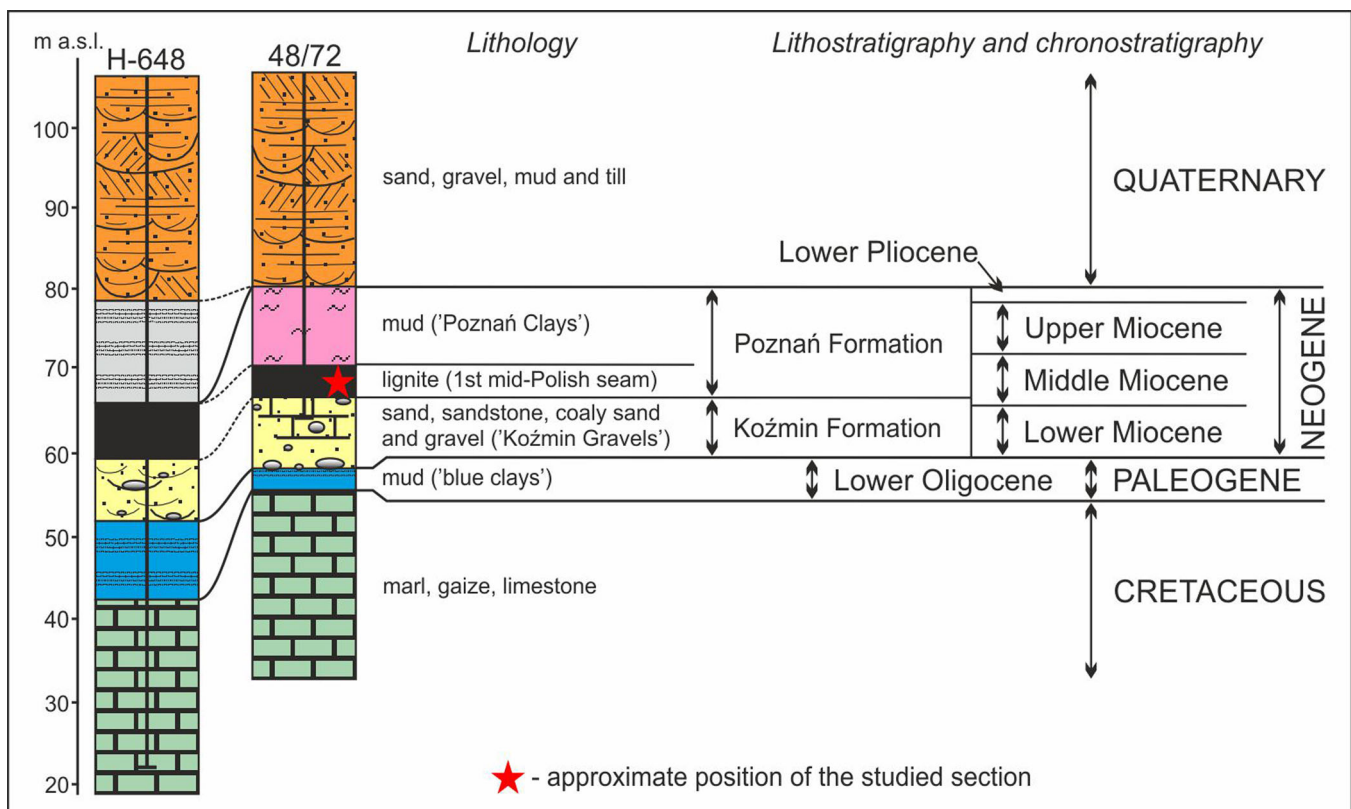 m a.s.l.
H-648
48/72
Lithology
Lithostratigraphy and chronostratigraphy
100
90
80
70
60
50
40
30
20
sand, gravel, mud and till
mud ('Poznań Clays')
lignite (1st mid-Polish seam)
sand, sandstone, coaly sand
and gravel ('Koźmin Gravels')
mud ('blue clays')
marl, gaize, limestone
Poznań Formation
Koźmin Formation
Lower Pliocene
Upper Miocene
Middle Miocene
Lower Miocene
Lower Oligocene
QUATERNARY
NEOGENE
PALEOGENE
CRETACEOUS
- approximate position of the studied section